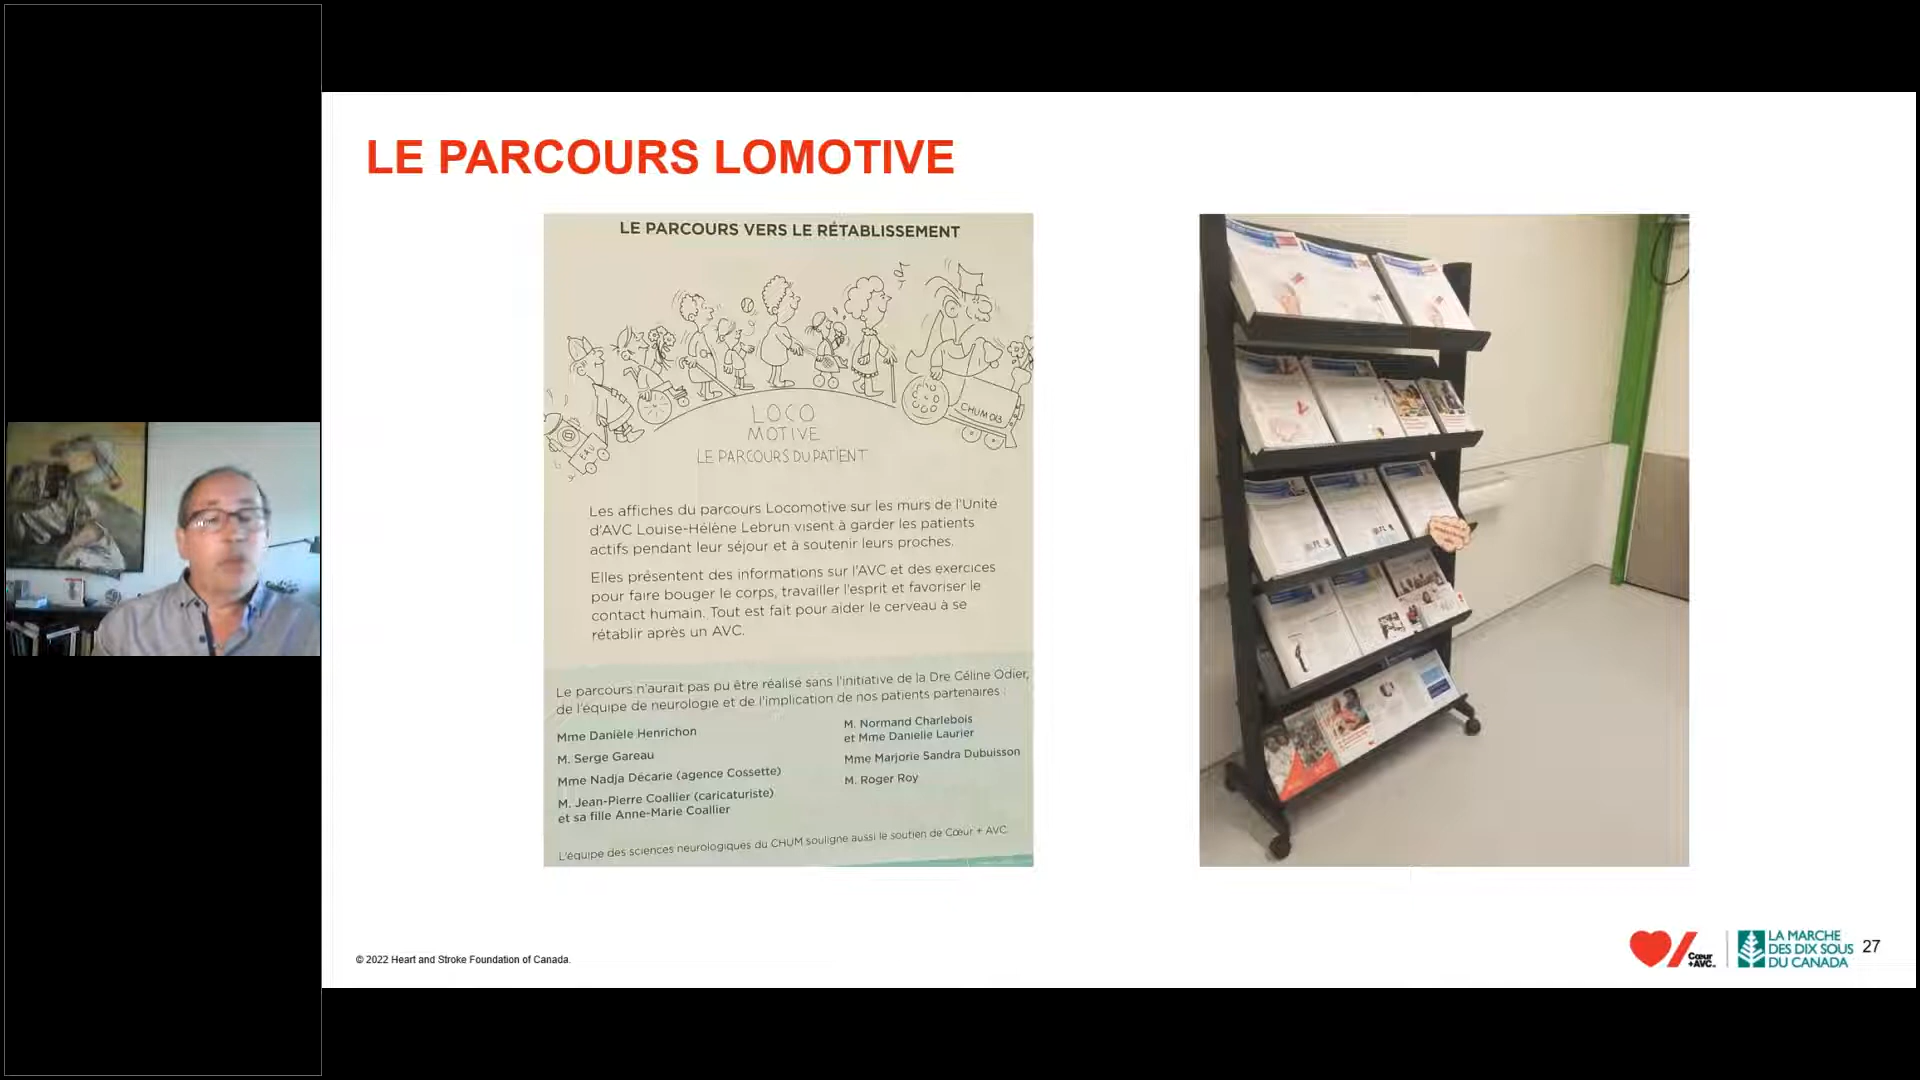 LE PARCOURS LOMOTIVE
LE PARCOURS VERS LE RÉTABLISSEMENT
CHUM
EAU
LOCO
MOTIVE
LE PARCOURS DU PATIENT
Les affiches du parcours Locomotive sur les murs de l'Unité
d'AVC Louise-Hélène Lebrun visent à garder les patients
actifs pendant leur séjour et à soutenir leurs proches.
Elles présentent des informations sur l'AVC et des exercices
pour faire bouger le corps, travailler l'esprit et favoriser le
contact humain. Tout est fait pour aider le cerveau à se
rétablir après un AVC.
Le parcours n'aurait pas pu être réalisé sans l'initiative de la Dre Céline Odier,
de l'équipe de neurologie et de l'implication de nos patients partenaires :
Mme Danièle Henrichon
M. Serge Gareau
Mme Nadja Décarie (agence Cossette)
M. Jean-Pierre Coallier (caricaturiste)
et sa fille Anne-Marie Coallier
M. Normand Charlebois
et Mme Danielle Laurier
Mme Marjorie Sandra Dubuisson
M. Roger Roy
L'équipe des sciences neurologiques du CHUM souligne aussi le soutien de Cœur + AVC
© 2022 Heart and Stroke Foundation of Canada.
Cœur
+AVC
LA MARCHE
DES DIX SOUS
DU CANADA
27